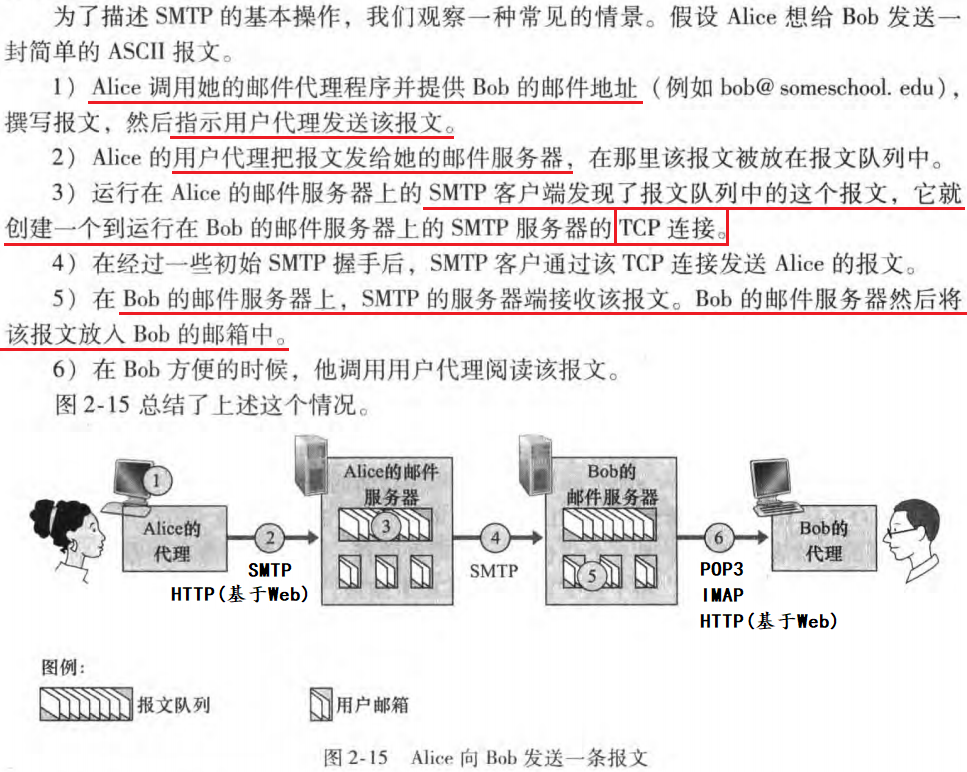 为了描述 SMTP 的基本操作，我们观察一种常见的情景。假设 Alice 想给 Bob 发送一
封简单的 ASCII 报文。
1）Alice 调用她的邮件代理程序并提供 Bob 的邮件地址（例如 bob@ someschool. edu），
撰写报文，然后指示用户代理发送该报文。
2）Alice 的用户代理把报文发给她的邮件服务器，在那里该报文被放在报文队列中。
3）运行在 Alice 的邮件服务器上的 SMTP 客户端发现了报文队列中的这个报文，它就
创建一个到运行在 Bob 的邮件服务器上的 SMTP 服务器的 TCP 连接。
4）在经过一些初始 SMTP 握手后，SMTP 客户通过该 TCP 连接发送 Alice 的报文。
5）在 Bob 的邮件服务器上，SMTP 的服务器端接收该报文。Bob 的邮件服务器然后将
该报文放入 Bob 的邮箱中。
6）在 Bob 方便的时候，他调用用户代理阅读该报文。
图 2-15 总结了上述这个情况。
①
Alice的
代理
②
SMTP
HTTP(基于Web)
Alice的邮件
服务器
③
④
SMTP
Bob的
邮件服务器
⑤
⑥
POP3
IMAP
HTTP(基于Web)
Bob的
代理
图例：
报文队列
用户邮箱
图 2-15 Alice 向 Bob 发送一条报文